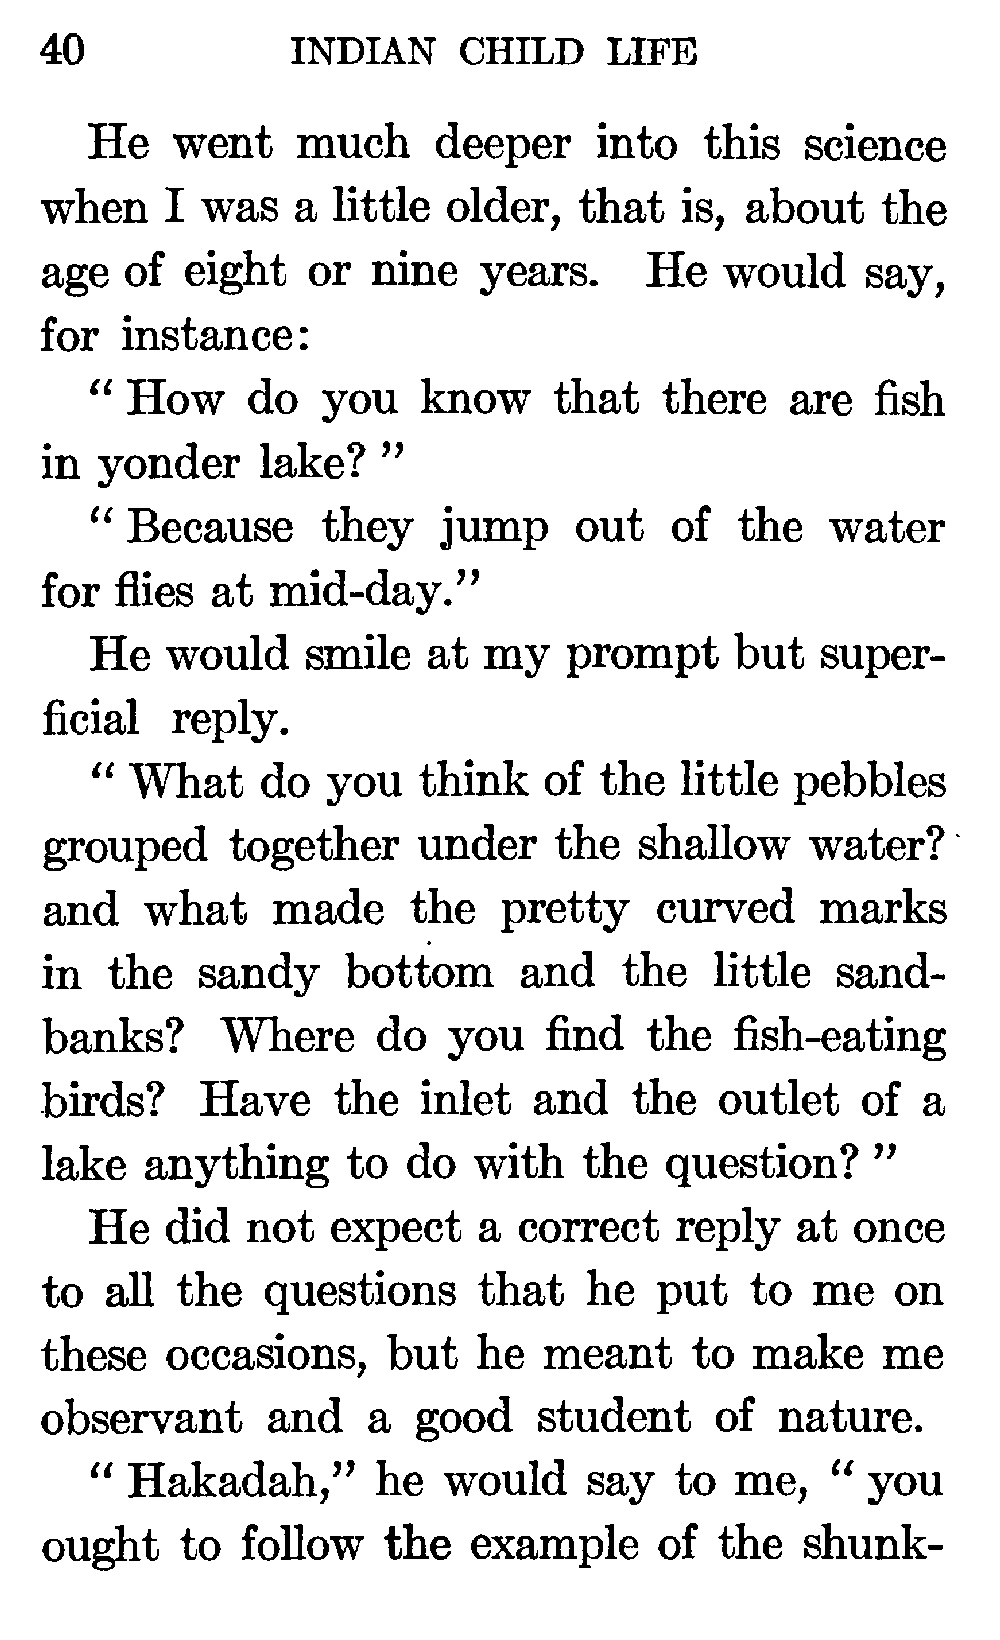 40 INDIAN CHILD LIFE
He went much deeper into this science
when I was a little older, that is, about the
age of eight or nine years. He would say,
for instance:
“ How do you know that there are fish
in yonder lake? ”
“ Because they jump out of the water
for flies at mid-day.”
He would smile at my prompt but super-
ficial reply.
“ What do you think of the little pebbles
grouped together under the shallow water?
and what made the pretty curved marks
in the sandy bottom and the little sand-
banks? Where do you find the fish-eating
birds? Have the inlet and the outlet of a
lake anything to do with the question? ”
He did not expect a correct reply at once
to all the questions that he put to me on
these occasions, but he meant to make me
observant and a good student of nature.
“ Hakadah,” he would say to me, “ you
ought to follow the example of the shunk-